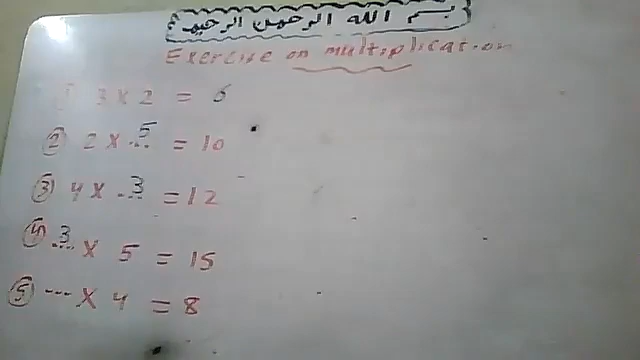 بسم الله الرحمن الرحيم
Exercise on multiplication
① 3 x 2 = 6
② 2 x 5 = 10
③ 4 x 3 = 12
④ 3 x 5 = 15
⑤ ... x 4 = 8